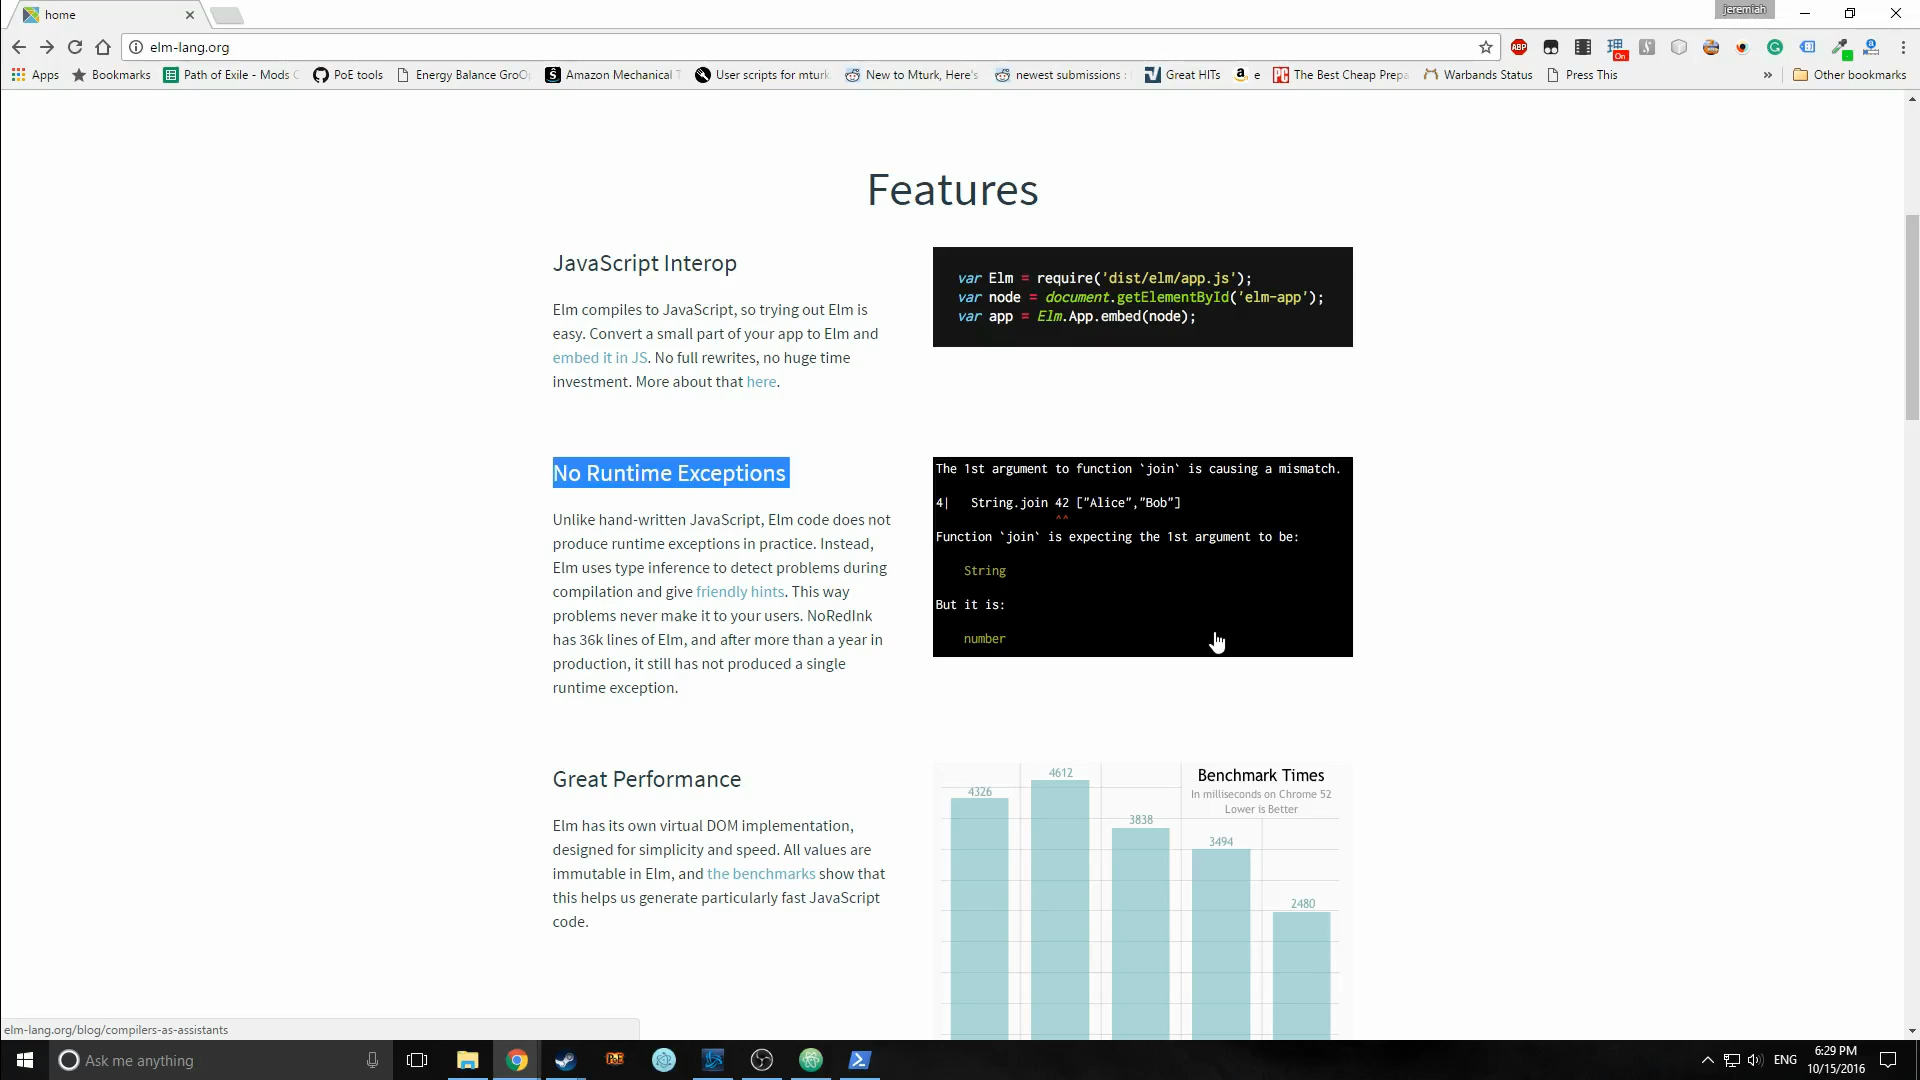 home
jeremiah
elm-lang.org
Apps
Bookmarks
Path of Exile - Mods
PoE tools
Energy Balance GroO
Amazon Mechanical
User scripts for mturk
New to Mturk, Here's
newest submissions :
Great HITs
e
The Best Cheap Prepa
Warbands Status
Press This
»
Other bookmarks
Features
JavaScript Interop
Elm compiles to JavaScript, so trying out Elm is
easy. Convert a small part of your app to Elm and
embed it in JS. No full rewrites, no huge time
investment. More about that here.
var Elm = require('dist/elm/app.js');
var node = document.getElementById('elm-app');
var app = Elm.App.embed(node);
No Runtime Exceptions
Unlike hand-written JavaScript, Elm code does not
produce runtime exceptions in practice. Instead,
Elm uses type inference to detect problems during
compilation and give friendly hints. This way
problems never make it to your users. NoRedInk
has 36k lines of Elm, and after more than a year in
production, it still has not produced a single
runtime exception.
The 1st argument to function `join` is causing a mismatch.
4|   String.join 42 ["Alice","Bob"]
^^
Function `join` is expecting the 1st argument to be:
String
But it is:
number
Great Performance
Elm has its own virtual DOM implementation,
designed for simplicity and speed. All values are
immutable in Elm, and the benchmarks show that
this helps us generate particularly fast JavaScript
code.
Benchmark Times
In milliseconds on Chrome 52
Lower is Better
4326
4612
3838
3494
2480
elm-lang.org/blog/compilers-as-assistants
Ask me anything
ENG
6:29 PM
10/15/2016